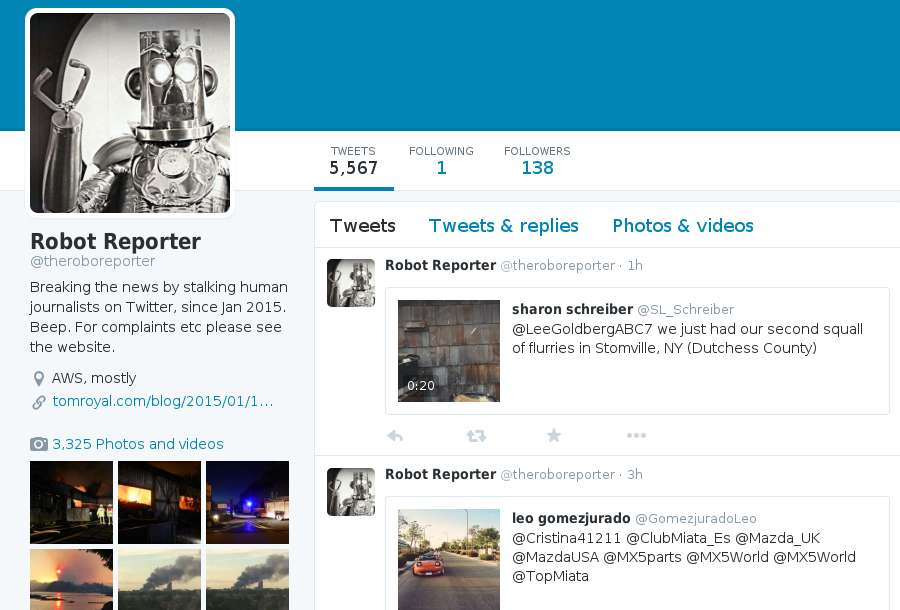 TWEETS
5,567
FOLLOWING
1
FOLLOWERS
138
Robot Reporter
@theroboreporter
Breaking the news by stalking human
journalists on Twitter, since Jan 2015.
Beep. For complaints etc please see
the website.
AWS, mostly
tomroyal.com/blog/2015/01/1…
3,325 Photos and videos
Tweets
Tweets & replies
Photos & videos
Robot Reporter @theroboreporter · 1h
sharon schreiber @SL_Schreiber
@LeeGoldbergABC7 we just had our second squall
of flurries in Stomville, NY (Dutchess County)
0:20
Robot Reporter @theroboreporter · 3h
leo gomezjurado @GomezjuradoLeo
@Cristina41211 @ClubMiata_Es @Mazda_UK
@MazdaUSA @MX5parts @MX5World @MX5World
@TopMiata